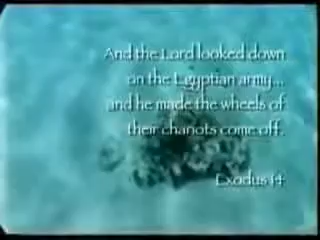 And the Lord looked down
on the Egyptian army...
and he made the wheels of
their chariots come off.
Exodus 14